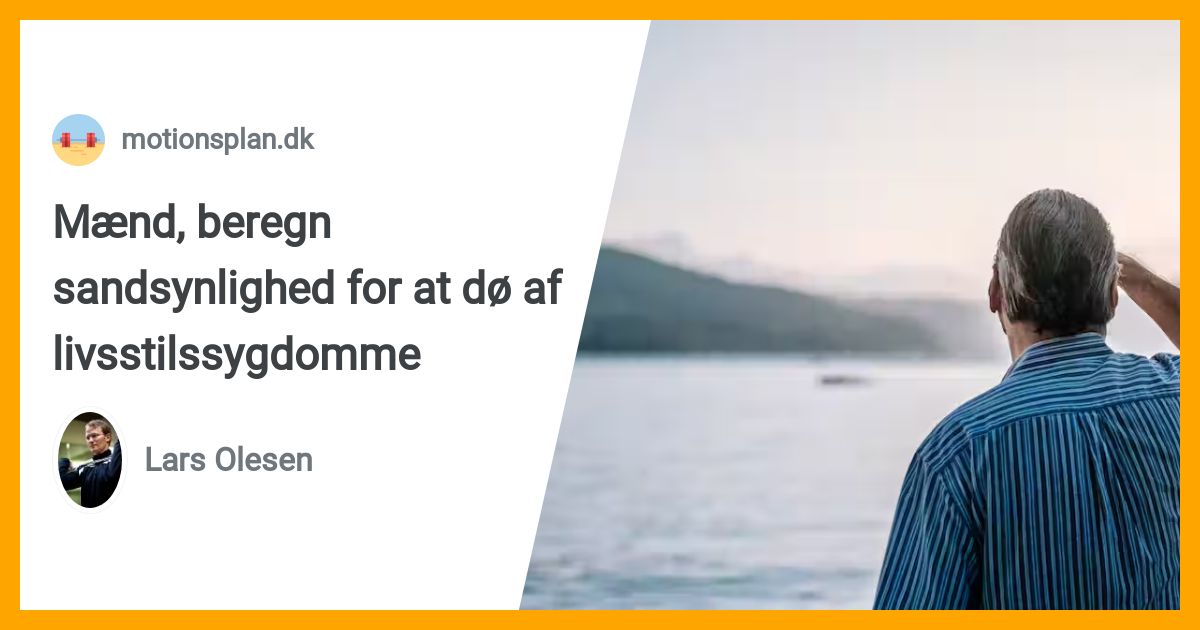 motionsplan.dk
Mænd, beregn
sandsynlighed for at dø af
livsstilssygdomme
Lars Olesen